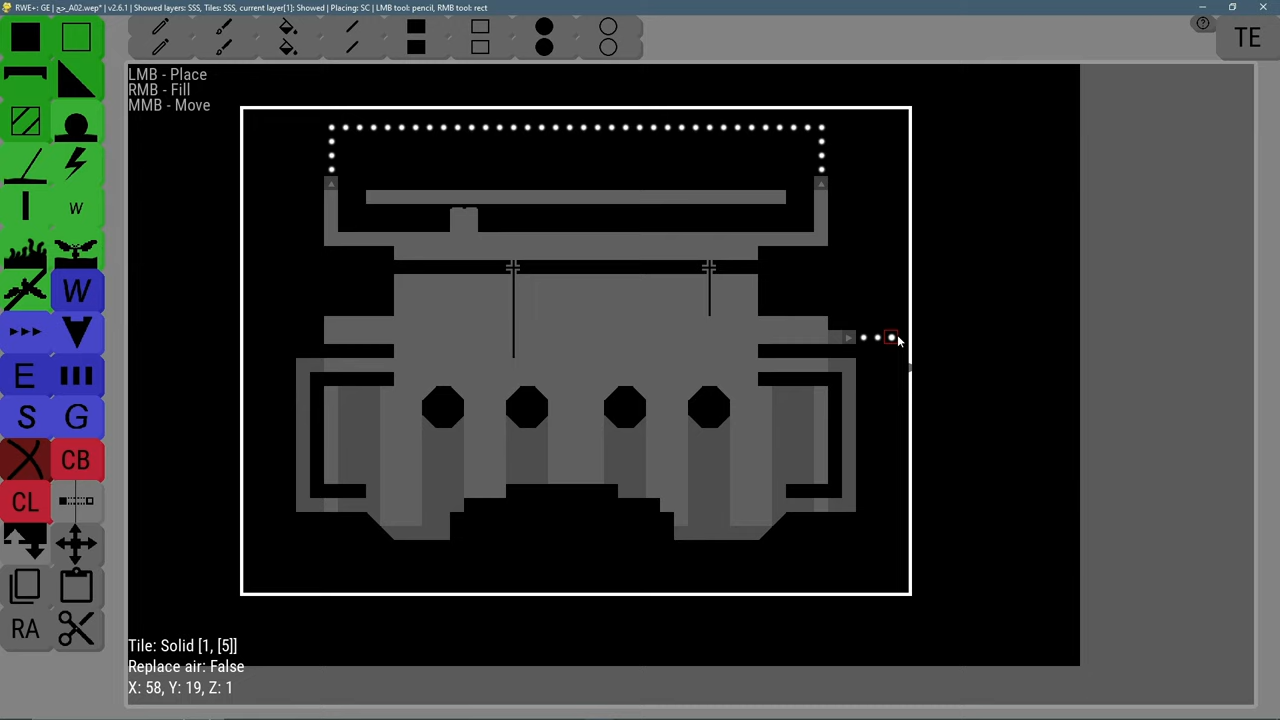 RWE+: GE | جح_A02.wep* | v2.6.1 | Showed layers: SSS, Tiles: SSS, current layer[1]: Showed | Placing: SC | LMB tool: pencil, RMB tool: rect
TE
LMB - Place
RMB - Fill
MMB - Move
W
W
E
S G
CB
CL
RA
Tile: Solid [1, [5]]
Replace air: False
X: 58, Y: 19, Z: 1